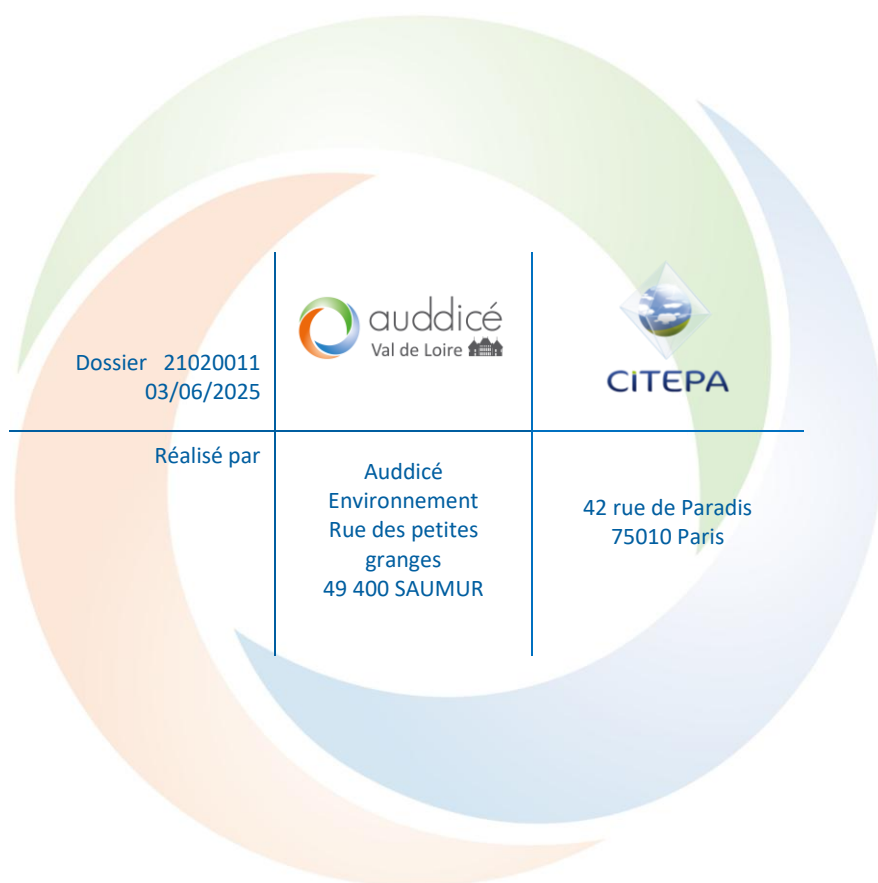 Dossier 21020011
03/06/2025
auddicé
Val de Loire
CITEPA
Réalisé par
Auddicé
Environnement
Rue des petites
granges
49 400 SAUMUR
42 rue de Paradis
75010 Paris